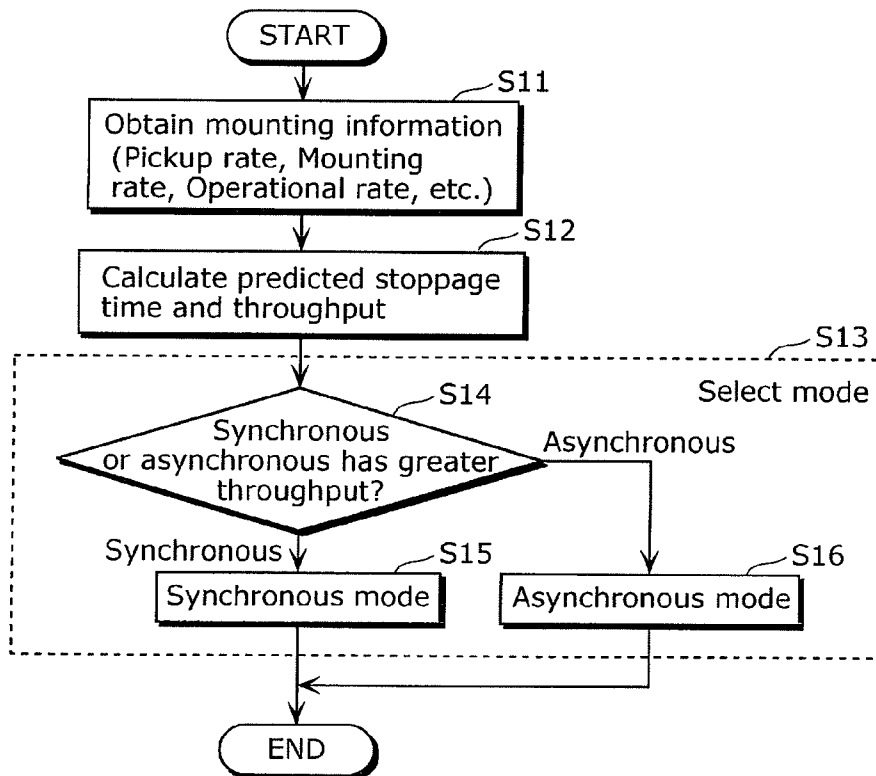 START
S11
Obtain mounting information
(Pickup rate, Mounting
rate, Operational rate, etc.)
S12
Calculate predicted stoppage
time and throughput
S13
Select mode
S14
Synchronous
or asynchronous has greater
throughput?
Asynchronous
Synchronous
S15
Synchronous mode
S16
Asynchronous mode
END